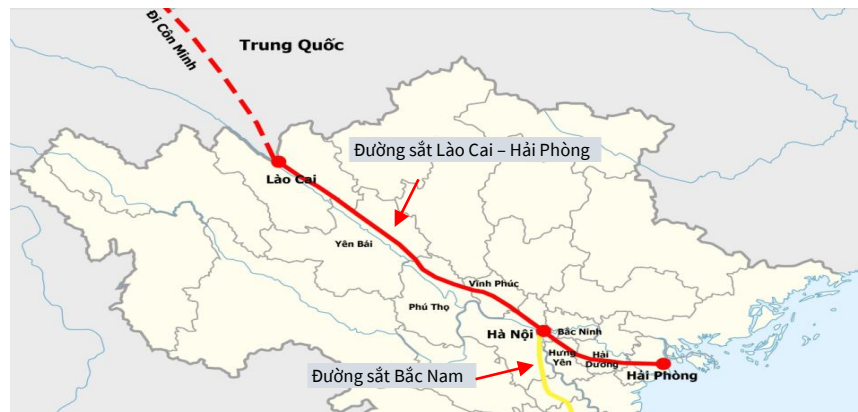 Đi Côn Minh
Trung Quốc
Đường sắt Lào Cai – Hải Phòng
Lào Cai
Yên Bái
Vĩnh Phúc
Phú Thọ
Hà Nội
Bắc Ninh
Hưng
Yên
Hải
Dương
Đường sắt Bắc Nam
Hải Phòng